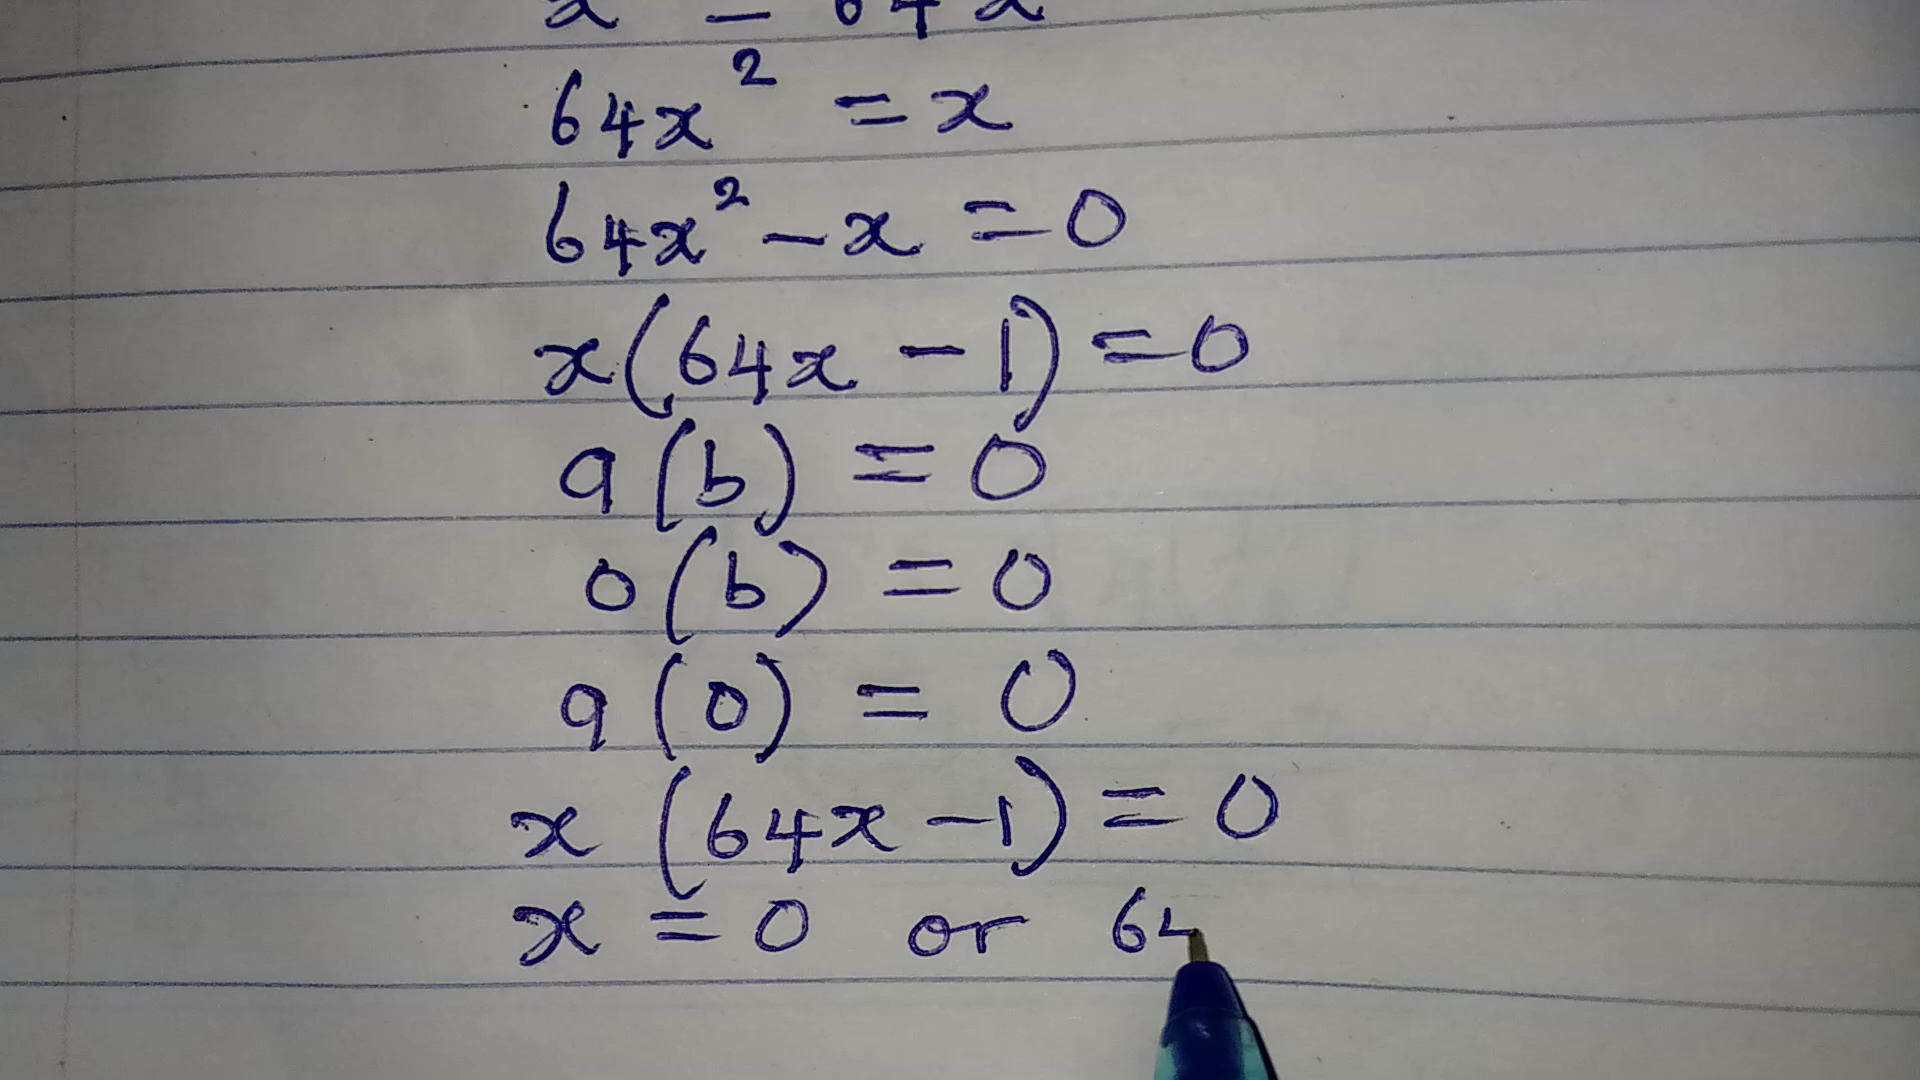 64x² = x
64x² - x = 0
x(64x - 1) = 0
a(b) = 0
0(b) = 0
a(0) = 0
x(64x - 1) = 0
x = 0 or 64